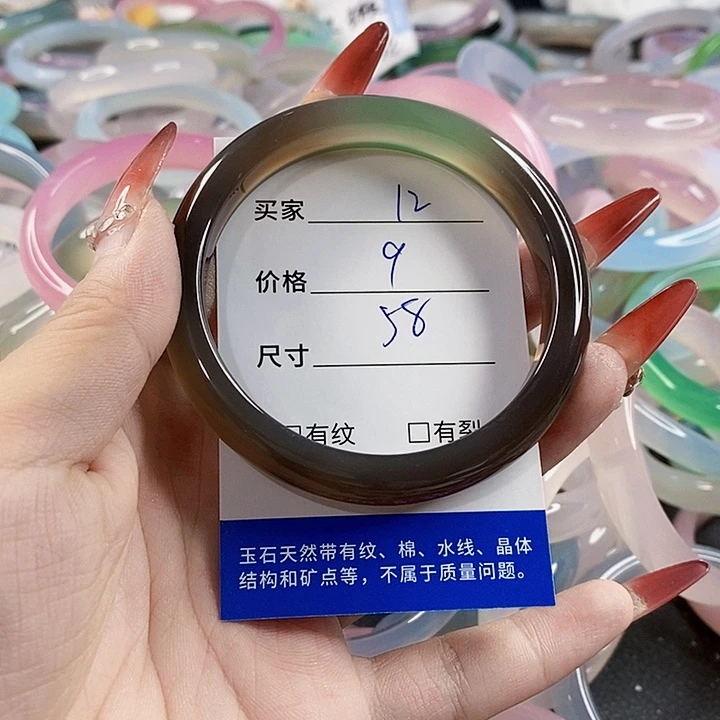 买家 12
价格 9
尺寸 58
有纹 □有裂
玉石天然带有纹、棉、水线、晶体
结构和矿点等，不属于质量问题。